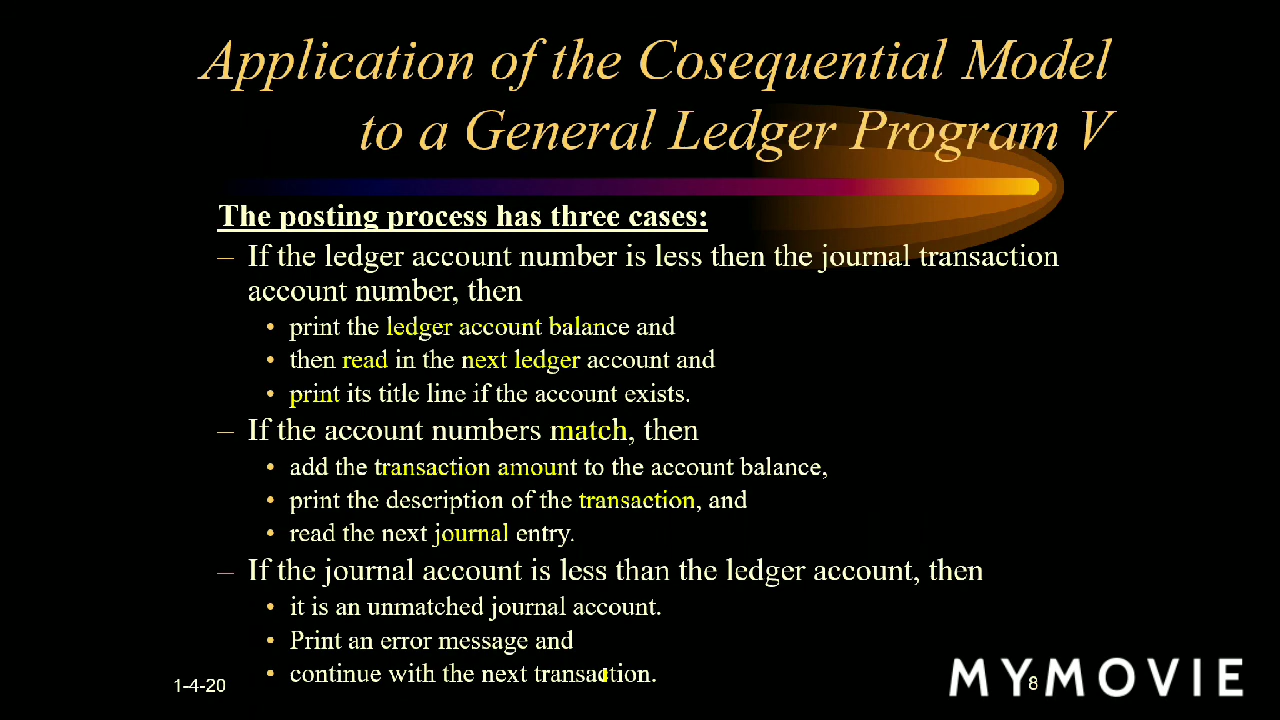 Application of the Cosequential Model
to a General Ledger Program V
The posting process has three cases:
– If the ledger account number is less then the journal transaction
account number, then
• print the ledger account balance and
• then read in the next ledger account and
• print its title line if the account exists.
– If the account numbers match, then
• add the transaction amount to the account balance,
• print the description of the transaction, and
• read the next journal entry.
– If the journal account is less than the ledger account, then
• it is an unmatched journal account.
• Print an error message and
• continue with the next transaction.
1-4-20
8
MYMOVIE